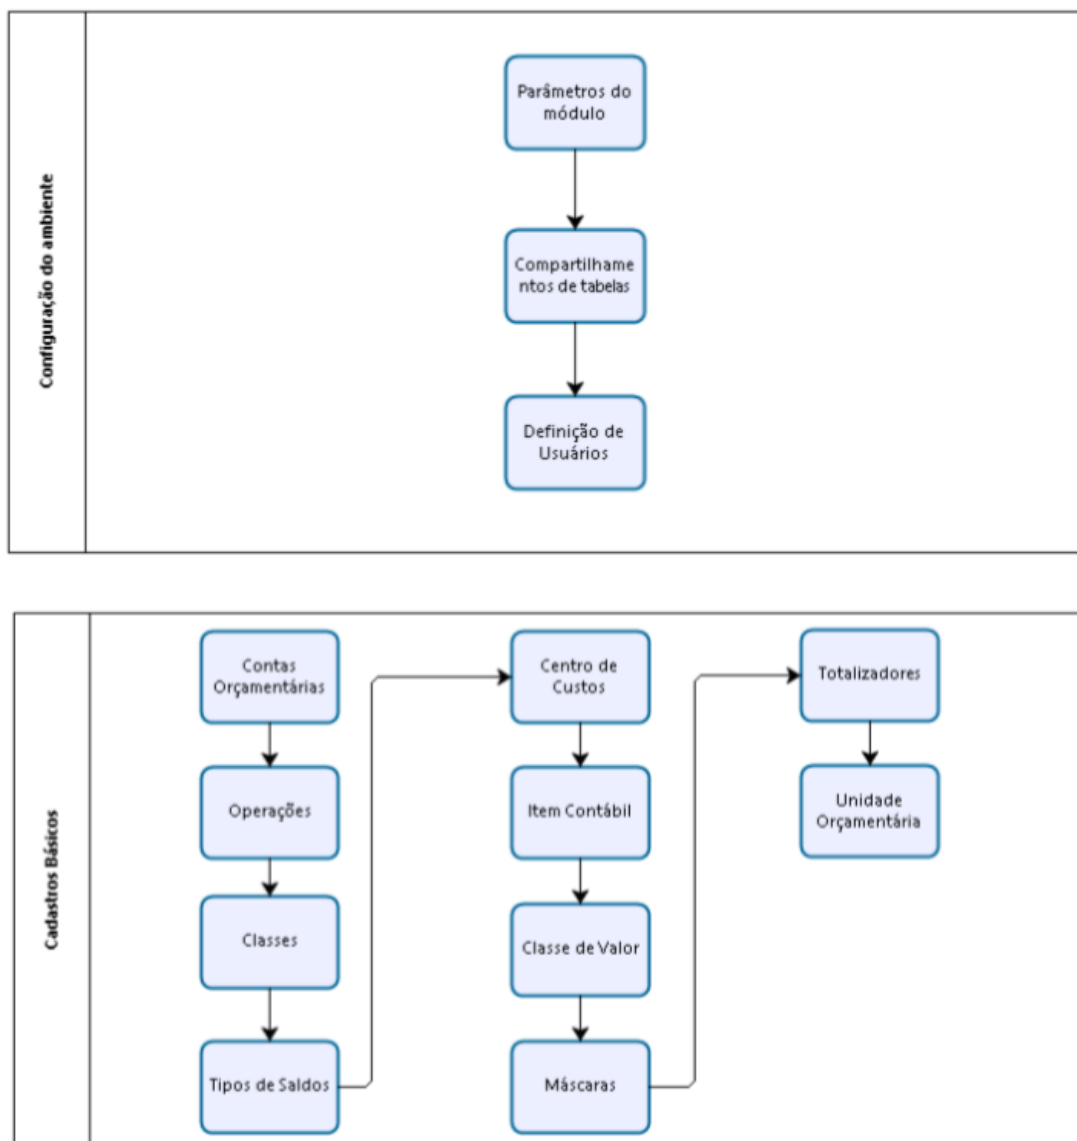 Configuração do ambiente
Parâmetros do
módulo
Compartilhame
ntos de tabelas
Definição de
Usuários
Cadastros Básicos
Contas
Orçamentárias
Operações
Classes
Tipos de Saldos
Centro de
Custos
Item Contábil
Classe de Valor
Máscaras
Totalizadores
Unidade
Orçamentária